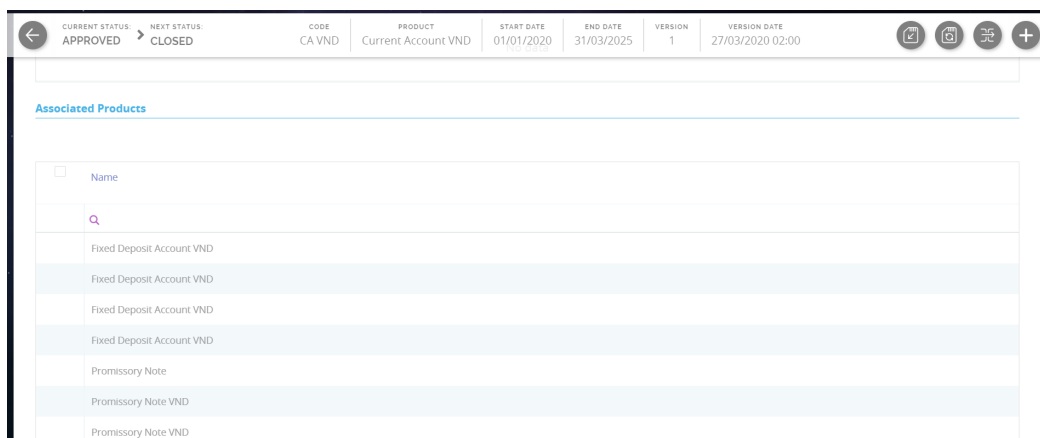 CURRENT STATUS: NEXT STATUS: CODE PRODUCT START DATE END DATE VERSION VERSION DATE
APPROVED CLOSED CA VND Current Account VND 01/01/2020 31/03/2025 1 27/03/2020 02:00
No data
Associated Products
Name
Fixed Deposit Account VND
Fixed Deposit Account VND
Fixed Deposit Account VND
Fixed Deposit Account VND
Promissory Note
Promissory Note VND
Promissory Note VND